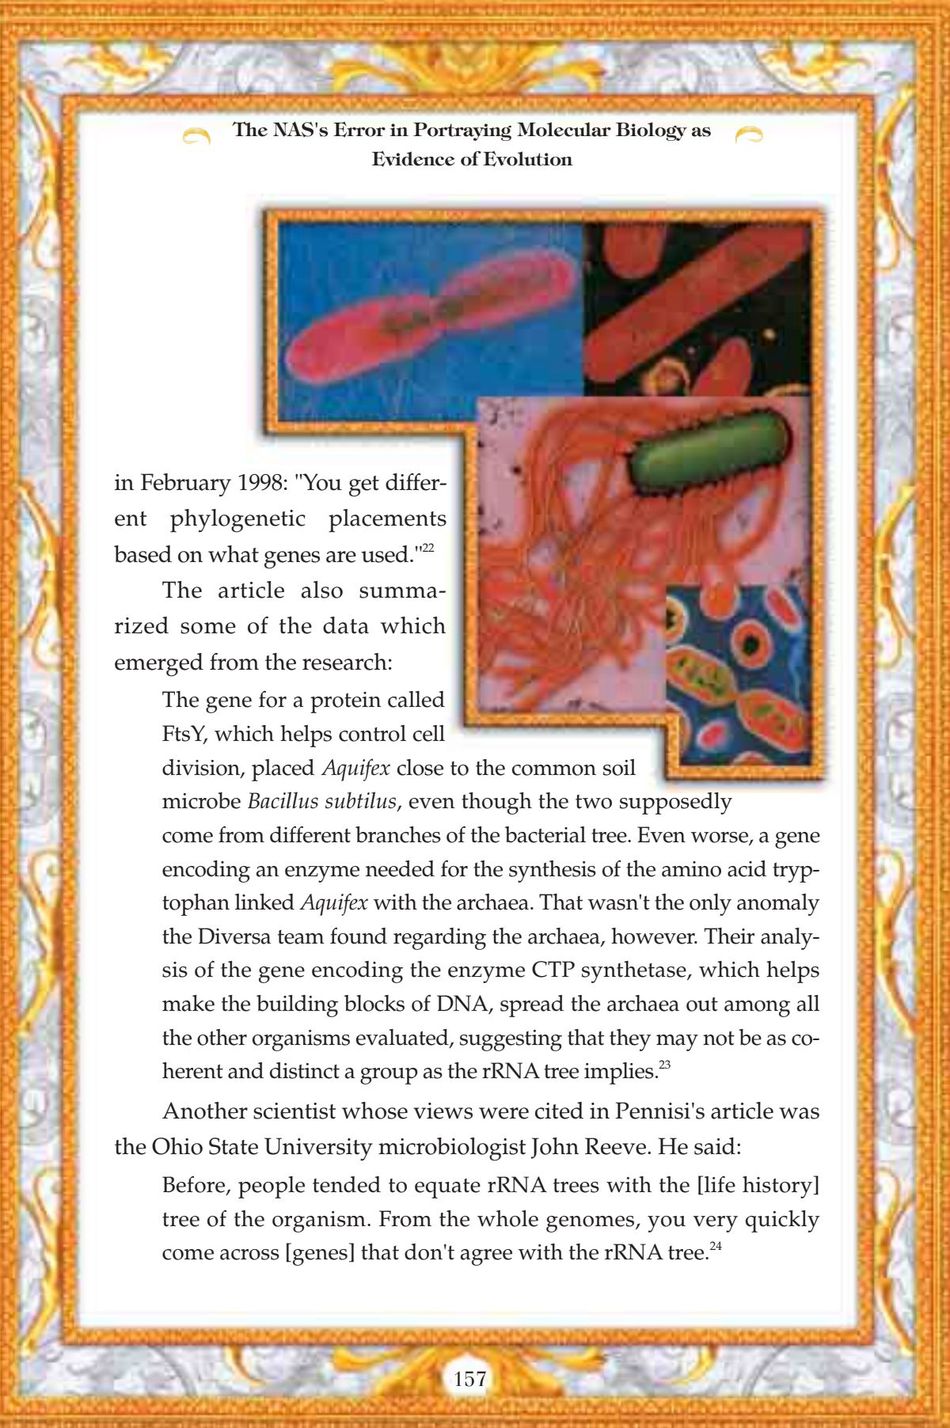 The NAS's Error in Portraying Molecular Biology as
Evidence of Evolution
in February 1998: "You get differ-
ent phylogenetic placements
based on what genes are used."22
The article also summa-
rized some of the data which
emerged from the research:
The gene for a protein called
FtsY, which helps control cell
division, placed Aquifex close to the common soil
microbe Bacillus subtilus, even though the two supposedly
come from different branches of the bacterial tree. Even worse, a gene
encoding an enzyme needed for the synthesis of the amino acid tryp-
tophan linked Aquifex with the archaea. That wasn't the only anomaly
the Diversa team found regarding the archaea, however. Their analy-
sis of the gene encoding the enzyme CTP synthetase, which helps
make the building blocks of DNA, spread the archaea out among all
the other organisms evaluated, suggesting that they may not be as co-
herent and distinct a group as the rRNA tree implies.23
Another scientist whose views were cited in Pennisi's article was
the Ohio State University microbiologist John Reeve. He said:
Before, people tended to equate rRNA trees with the [life history]
tree of the organism. From the whole genomes, you very quickly
come across [genes] that don't agree with the rRNA tree.24
157